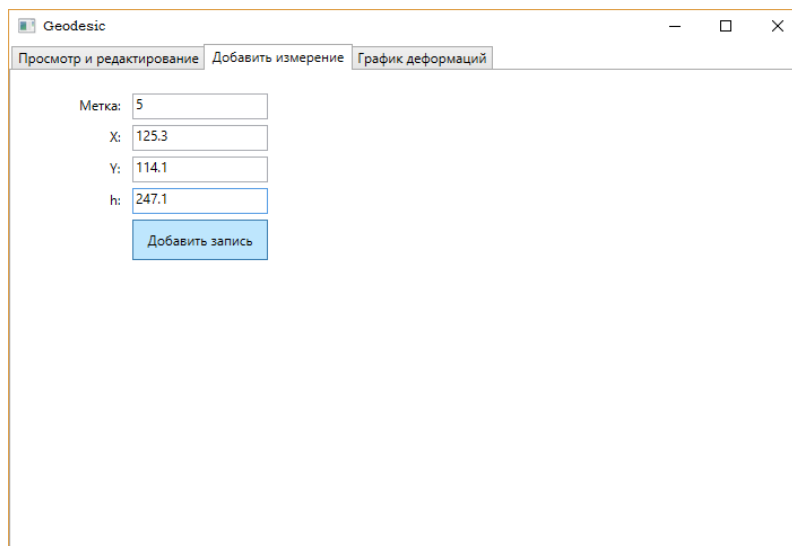 Geodesic
Просмотр и редактирование Добавить измерение График деформаций
Метка: 5
X: 125.3
Y: 114.1
h: 247.1
Добавить запись